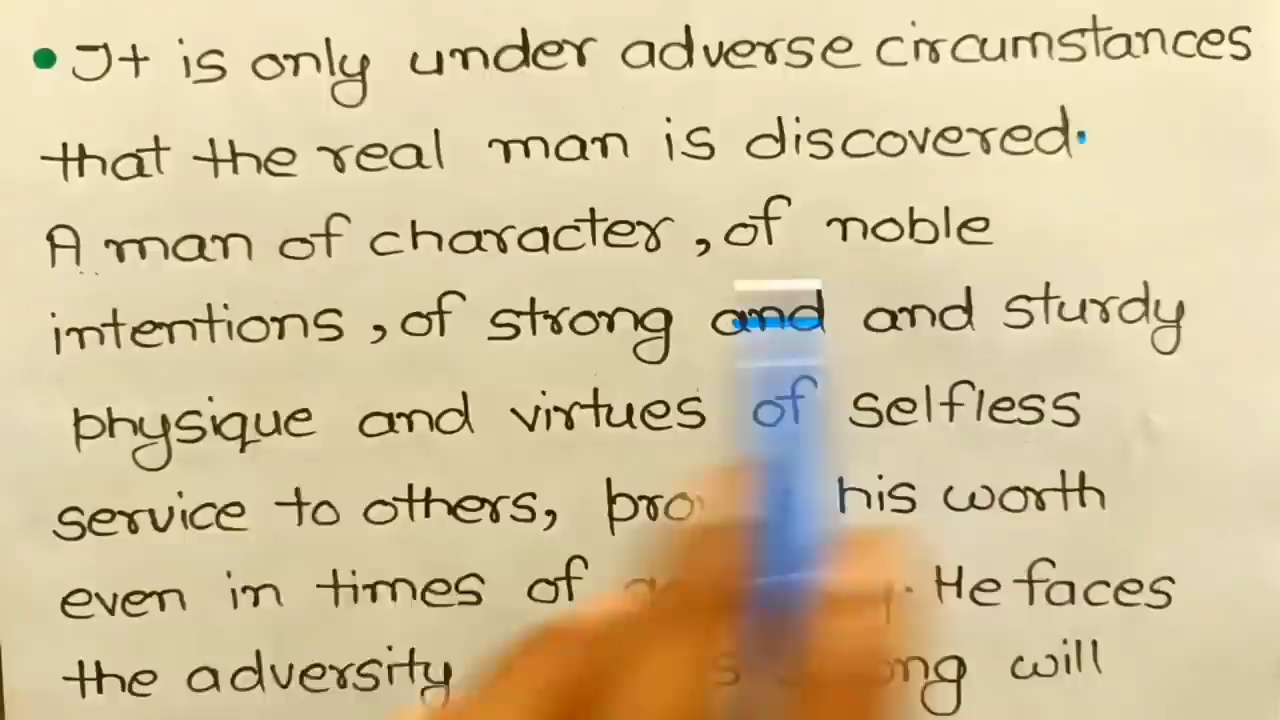 It is only under adverse circumstances
that the real man is discovered.
A man of character, of noble
intentions, of strong and and sturdy
physique and virtues of selfless
service to others, his worth
even in times of He faces
the adversity will